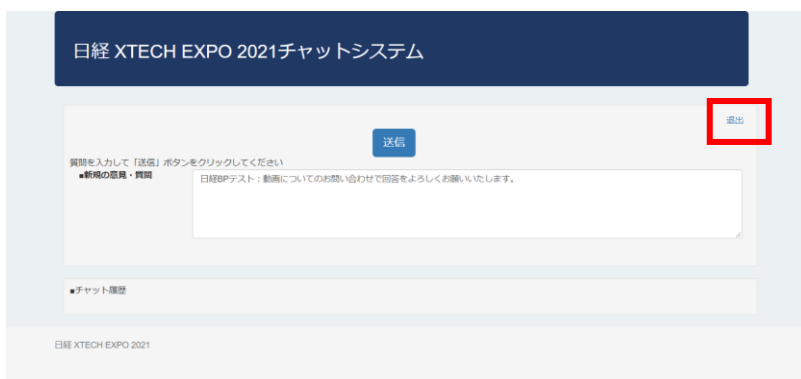 日経 XTECH EXPO 2021チャットシステム
退出
送信
質問を入力して「送信」ボタンをクリックしてください
■新規の意見・質問
日経BPテスト：動画についてのお問い合わせで回答をよろしくお願いいたします。
■チャット履歴
日経 XTECH EXPO 2021